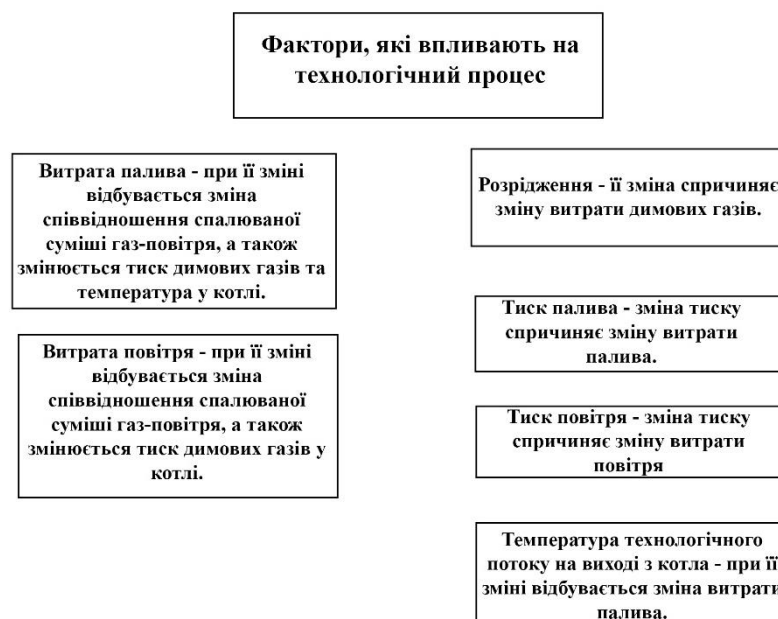 Фактори, які впливають на
технологічний процес
Витрата палива - при її зміні
відбувається зміна
співвідношення спалюваної
суміші газ-повітря, а також
змінюється тиск димових газів та
температура у котлі.
Витрата повітря - при її зміні
відбувається зміна
співвідношення спалюваної
суміші газ-повітря, а також
змінюється тиск димових газів у
котлі.
Розрідження - її зміна спричиняє
зміну витрати димових газів.
Тиск палива - зміна тиску
спричиняє зміну витрати
палива.
Тиск повітря - зміна тиску
спричиняє зміну витрати
повітря
Температура технологічного
потоку на виході з котла - при її
зміні відбувається зміна витрати
палива.